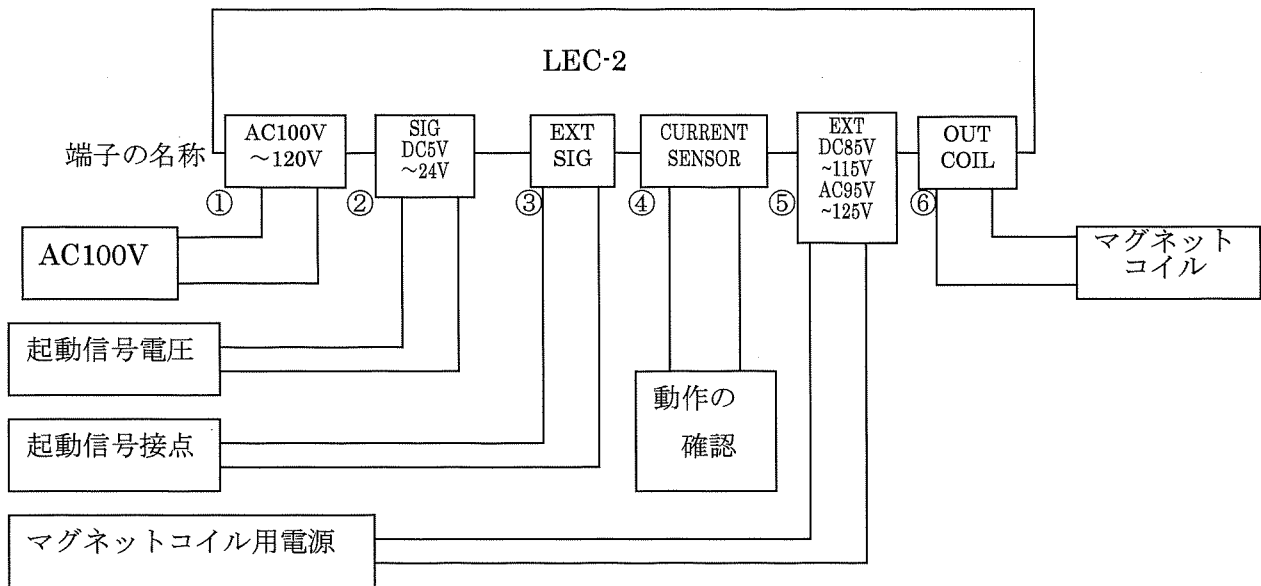 LEC-2
端子の名称
AC100V
～120V
SIG
DC5V
～24V
EXT
SIG
CURRENT
SENSOR
EXT
DC85V
~115V
AC95V
~125V
OUT
COIL
①
②
③
④
⑤
⑥
AC100V
マグネット
コイル
起動信号電圧
動作の
確認
起動信号接点
マグネットコイル用電源